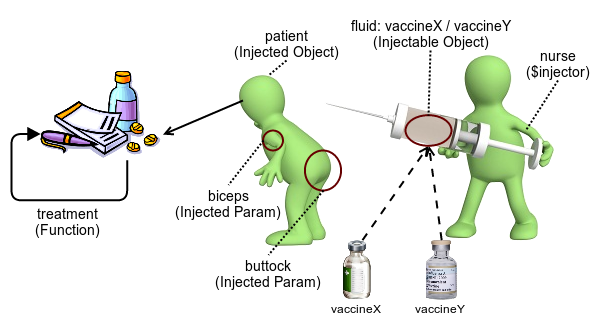 fluid: vaccineX / vaccineY
(Injectable Object)
patient
(Injected Object)
nurse
($injector)
biceps
(Injected Param)
treatment
(Function)
buttock
(Injected Param)
vaccineX
vaccineY